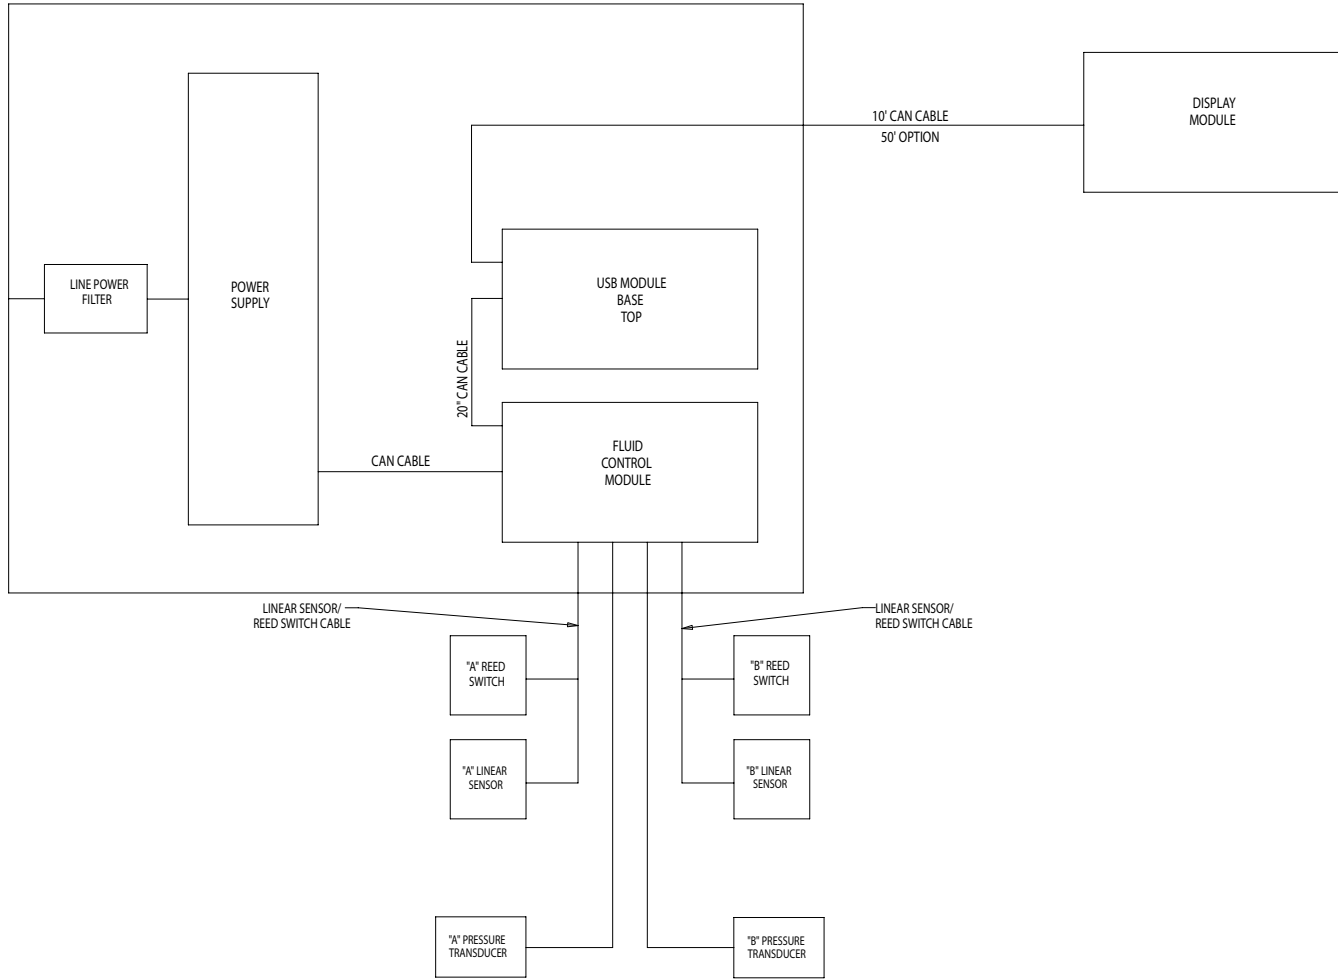 10' CAN CABLE
50' OPTION
DISPLAY
MODULE
LINE POWER
FILTER
POWER
SUPPLY
USB MODULE
BASE
TOP
20" CAN CABLE
CAN CABLE
FLUID
CONTROL
MODULE
LINEAR SENSOR/
REED SWITCH CABLE
LINEAR SENSOR/
REED SWITCH CABLE
"A" REED
SWITCH
"B" REED
SWITCH
"A" LINEAR
SENSOR
"B" LINEAR
SENSOR
"A" PRESSURE
TRANSDUCER
"B" PRESSURE
TRANSDUCER